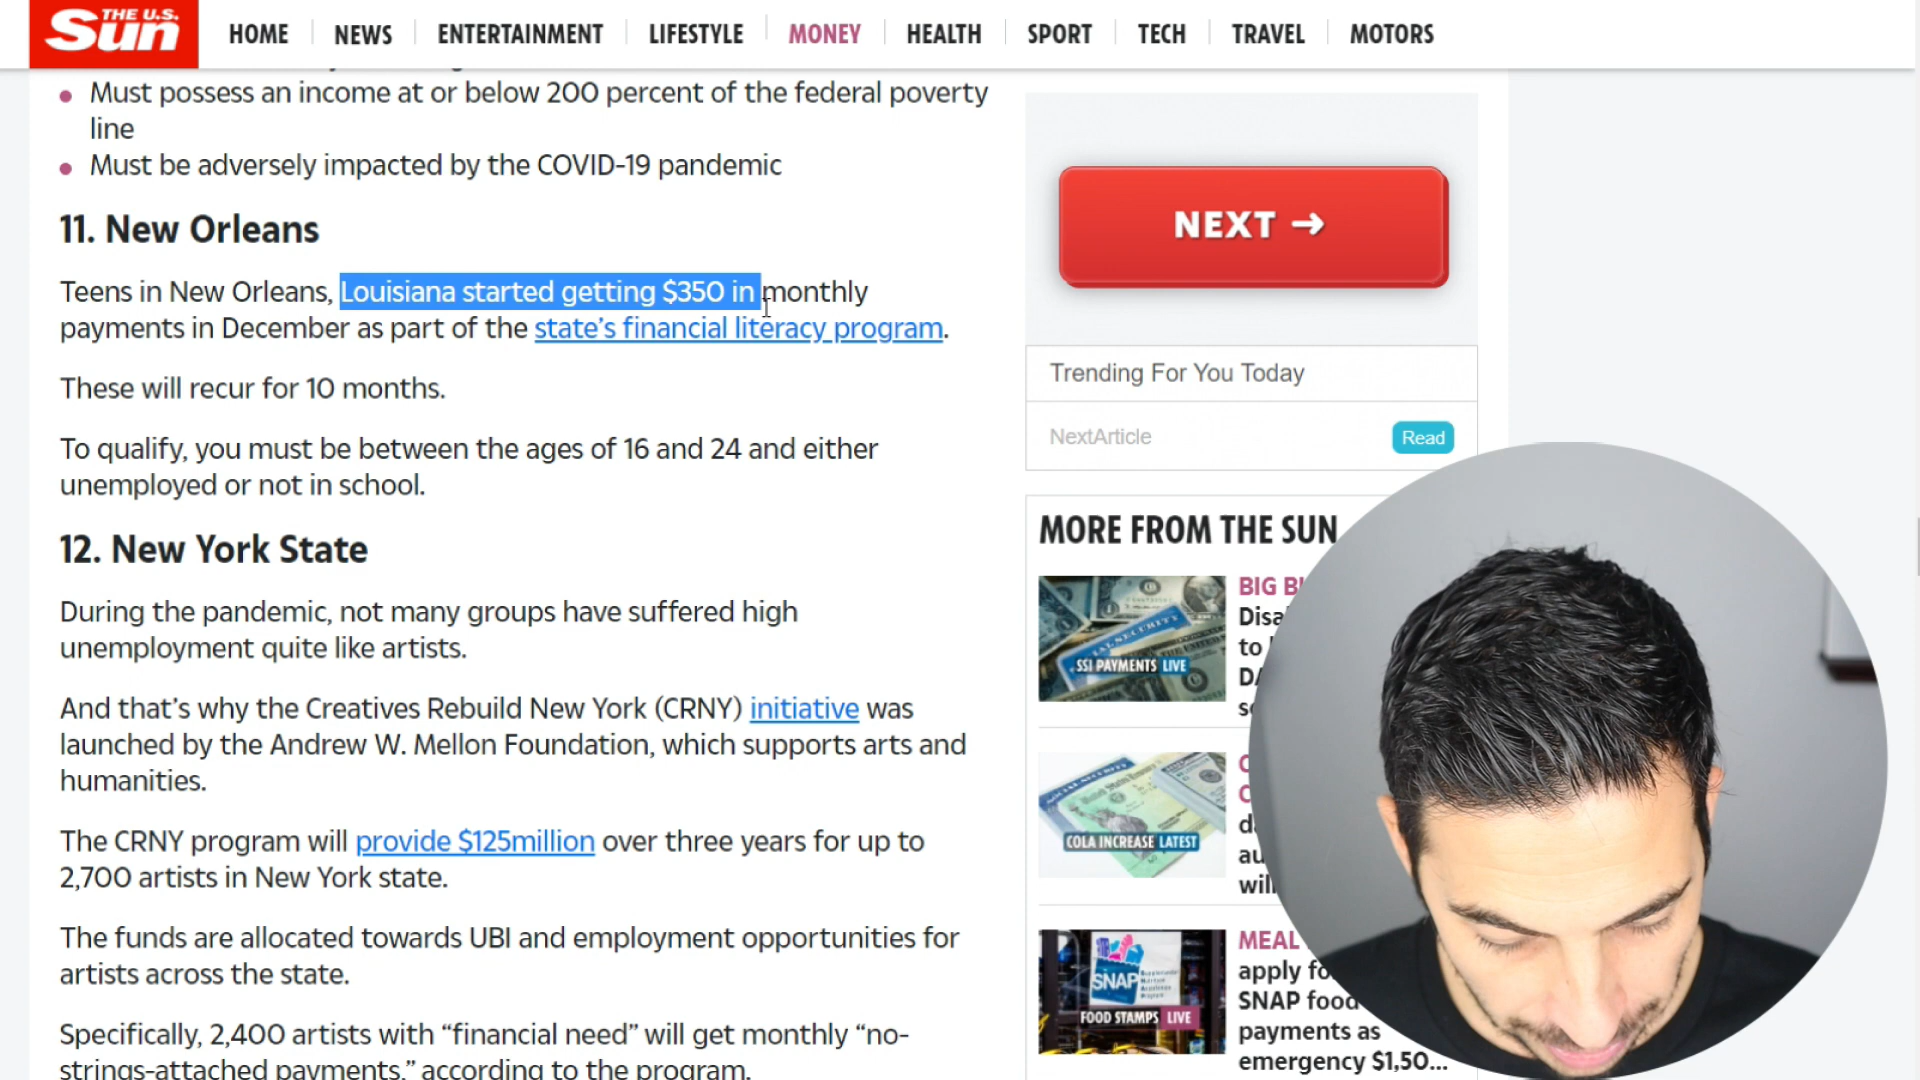 THE U.S.
Sun
HOME
NEWS
ENTERTAINMENT
LIFESTYLE
MONEY
HEALTH
SPORT
TECH
TRAVEL
MOTORS
Must possess an income at or below 200 percent of the federal poverty
line
Must be adversely impacted by the COVID-19 pandemic
11. New Orleans
Teens in New Orleans, Louisiana started getting $350 in monthly
payments in December as part of the state's financial literacy program.
These will recur for 10 months.
To qualify, you must be between the ages of 16 and 24 and either
unemployed or not in school.
12. New York State
During the pandemic, not many groups have suffered high
unemployment quite like artists.
And that's why the Creatives Rebuild New York (CRNY) initiative was
launched by the Andrew W. Mellon Foundation, which supports arts and
humanities.
The CRNY program will provide $125million over three years for up to
2,700 artists in New York state.
The funds are allocated towards UBI and employment opportunities for
artists across the state.
Specifically, 2,400 artists with “financial need” will get monthly “no-
strings-attached payments,” according to the program.
NEXT →
Trending For You Today
NextArticle
Read
MORE FROM THE SUN
SOCIAL SECURITY
SSI PAYMENTS LIVE
BIG
to
COLA INCREASE LATEST
SNAP
FOOD STAMPS LIVE
MEAL
apply
SNAP food
payments as
emergency $1,50...